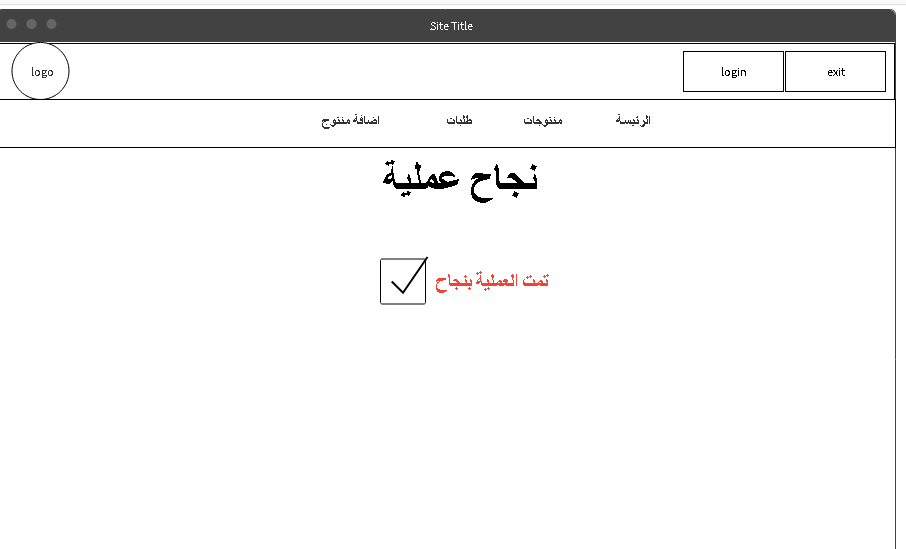 Site Title
logo
login exit
الرئيسة منتوجات طلبات اضافة منتوج
نجاح عملية
تمت العملية بنجاح